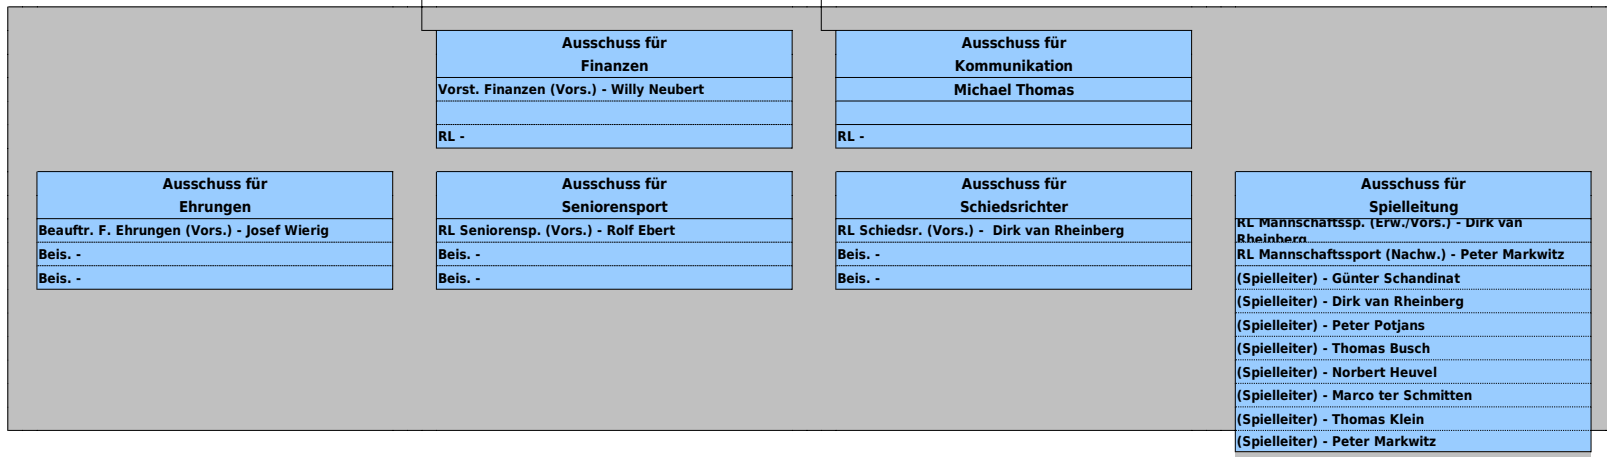 Ausschuss für
Finanzen
Vorst. Finanzen (Vors.) - Willy Neubert
RL -
Ausschuss für
Kommunikation
Michael Thomas
RL -
Ausschuss für
Ehrungen
Beauftr. F. Ehrungen (Vors.) - Josef Wierig
Beis. -
Beis. -
Ausschuss für
Seniorensport
RL Seniorensp. (Vors.) - Rolf Ebert
Beis. -
Beis. -
Ausschuss für
Schiedsrichter
RL Schiedsr. (Vors.) - Dirk van Rheinberg
Beis. -
Beis. -
Ausschuss für
Spielleitung
RL Mannschaftssp. (Erw./Vors.) - Dirk van
Rheinberg
RL Mannschaftssport (Nachw.) - Peter Markwitz
(Spielleiter) - Günter Schandinat
(Spielleiter) - Dirk van Rheinberg
(Spielleiter) - Peter Potjans
(Spielleiter) - Thomas Busch
(Spielleiter) - Norbert Heuvel
(Spielleiter) - Marco ter Schmitten
(Spielleiter) - Thomas Klein
(Spielleiter) - Peter Markwitz